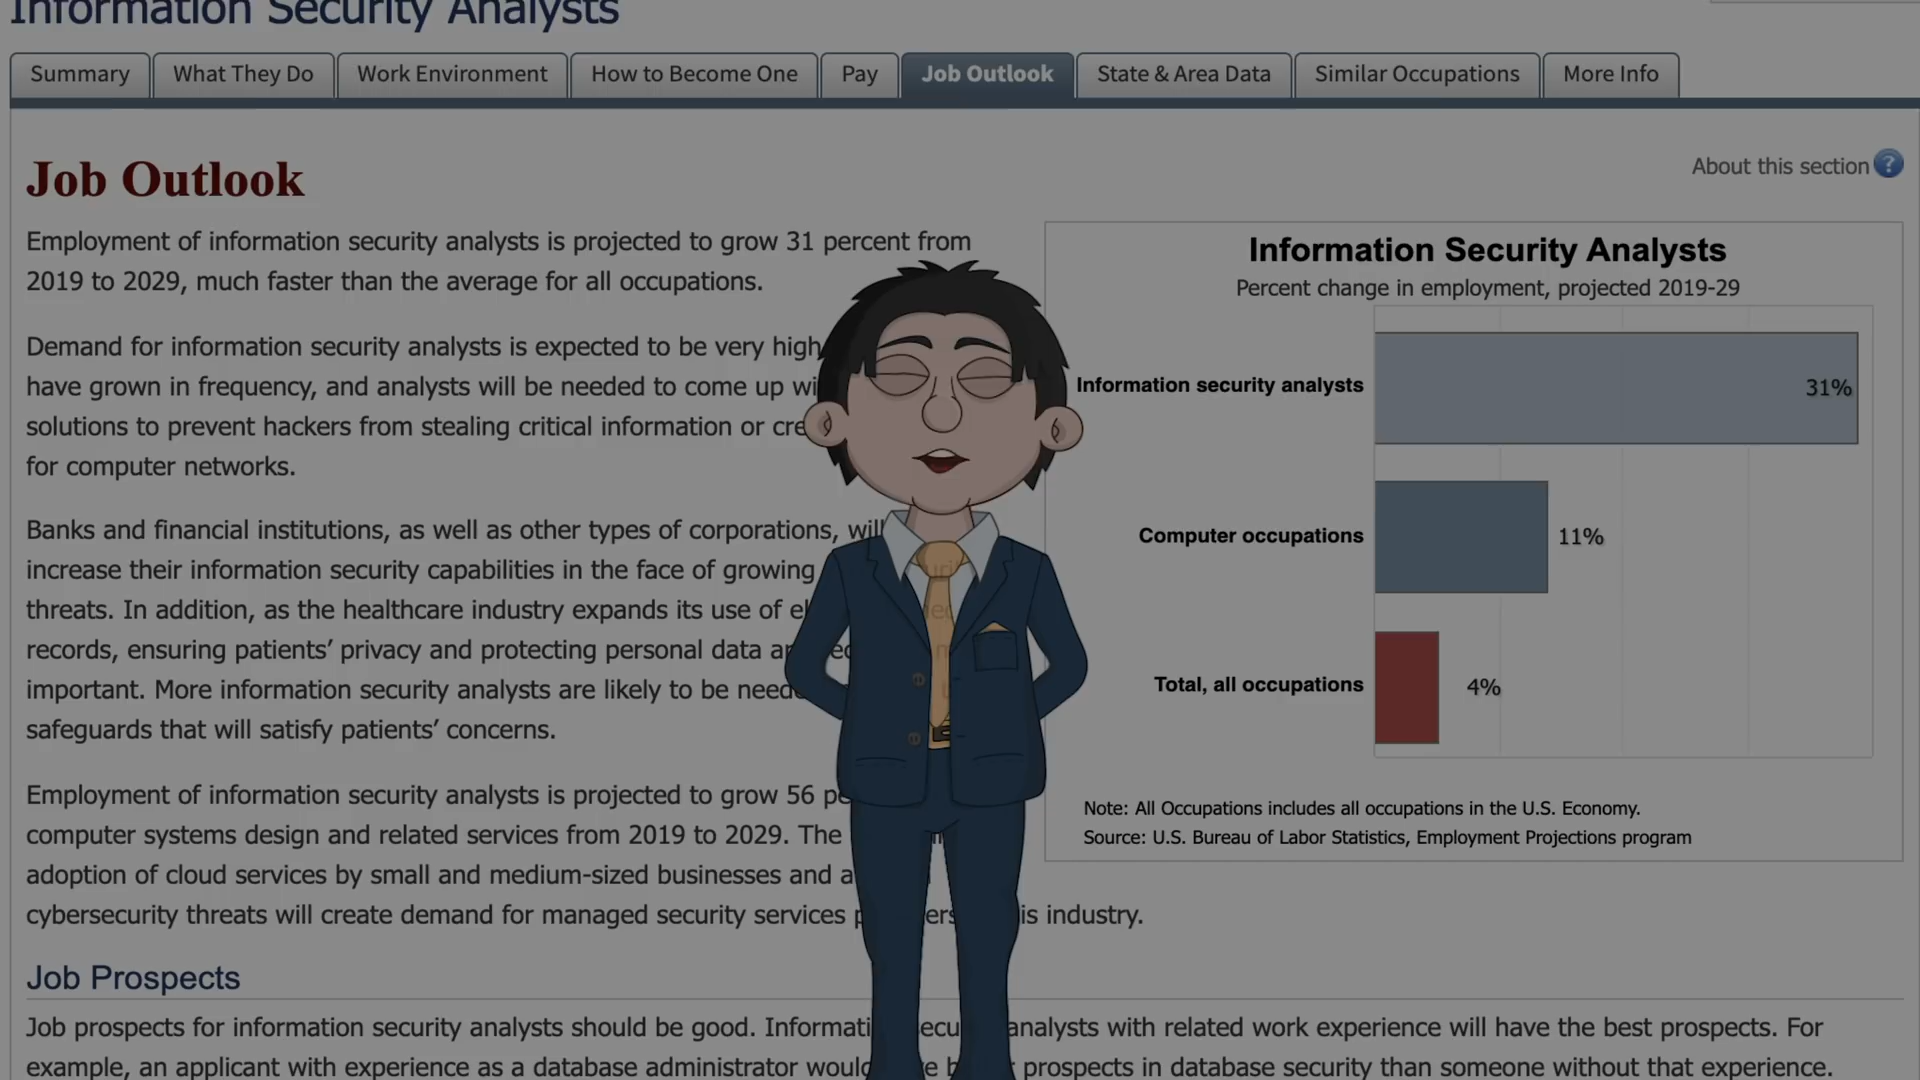 Information Security Analysts
Summary
What They Do
Work Environment
How to Become One
Pay
Job Outlook
State & Area Data
Similar Occupations
More Info
Job Outlook
About this section
?
Employment of information security analysts is projected to grow 31 percent from
2019 to 2029, much faster than the average for all occupations.
Demand for information security analysts is expected to be very high
have grown in frequency, and analysts will be needed to come up
solutions to prevent hackers from stealing critical information or
for computer networks.
Banks and financial institutions, as well as other types of corporations, will
increase their information security capabilities in the face of growing
threats. In addition, as the healthcare industry expands its use of
records, ensuring patients’ privacy and protecting personal data
important. More information security analysts are likely to be
safeguards that will satisfy patients’ concerns.
Employment of information security analysts is projected to grow 56
computer systems design and related services from 2019 to 2029. The
adoption of cloud services by small and medium-sized businesses and a
cybersecurity threats will create demand for managed security services is industry.
Information Security Analysts
Percent change in employment, projected 2019-29
Information security analysts
31%
Computer occupations
11%
Total, all occupations
4%
Note: All Occupations includes all occupations in the U.S. Economy.
Source: U.S. Bureau of Labor Statistics, Employment Projections program
Job Prospects
Job prospects for information security analysts should be good. analysts with related work experience will have the best prospects. For
example, an applicant with experience as a database administrator prospects in database security than someone without that experience.